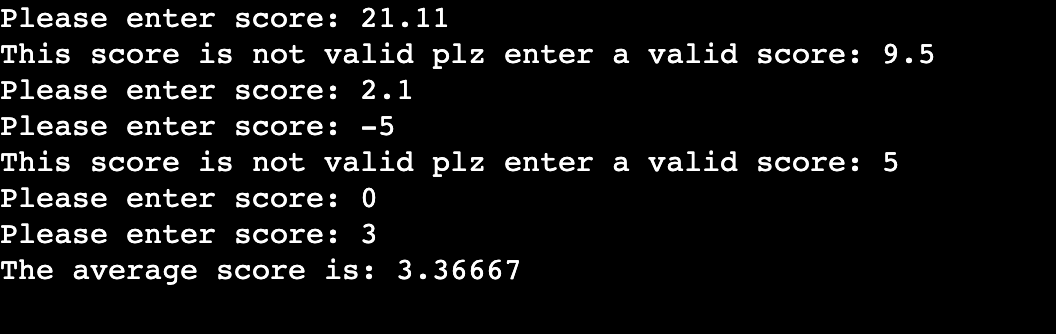 Please enter score: 21.11
This score is not valid plz enter a valid score: 9.5
Please enter score: 2.1
Please enter score: -5
This score is not valid plz enter a valid score: 5
Please enter score: 0
Please enter score: 3
The average score is: 3.36667